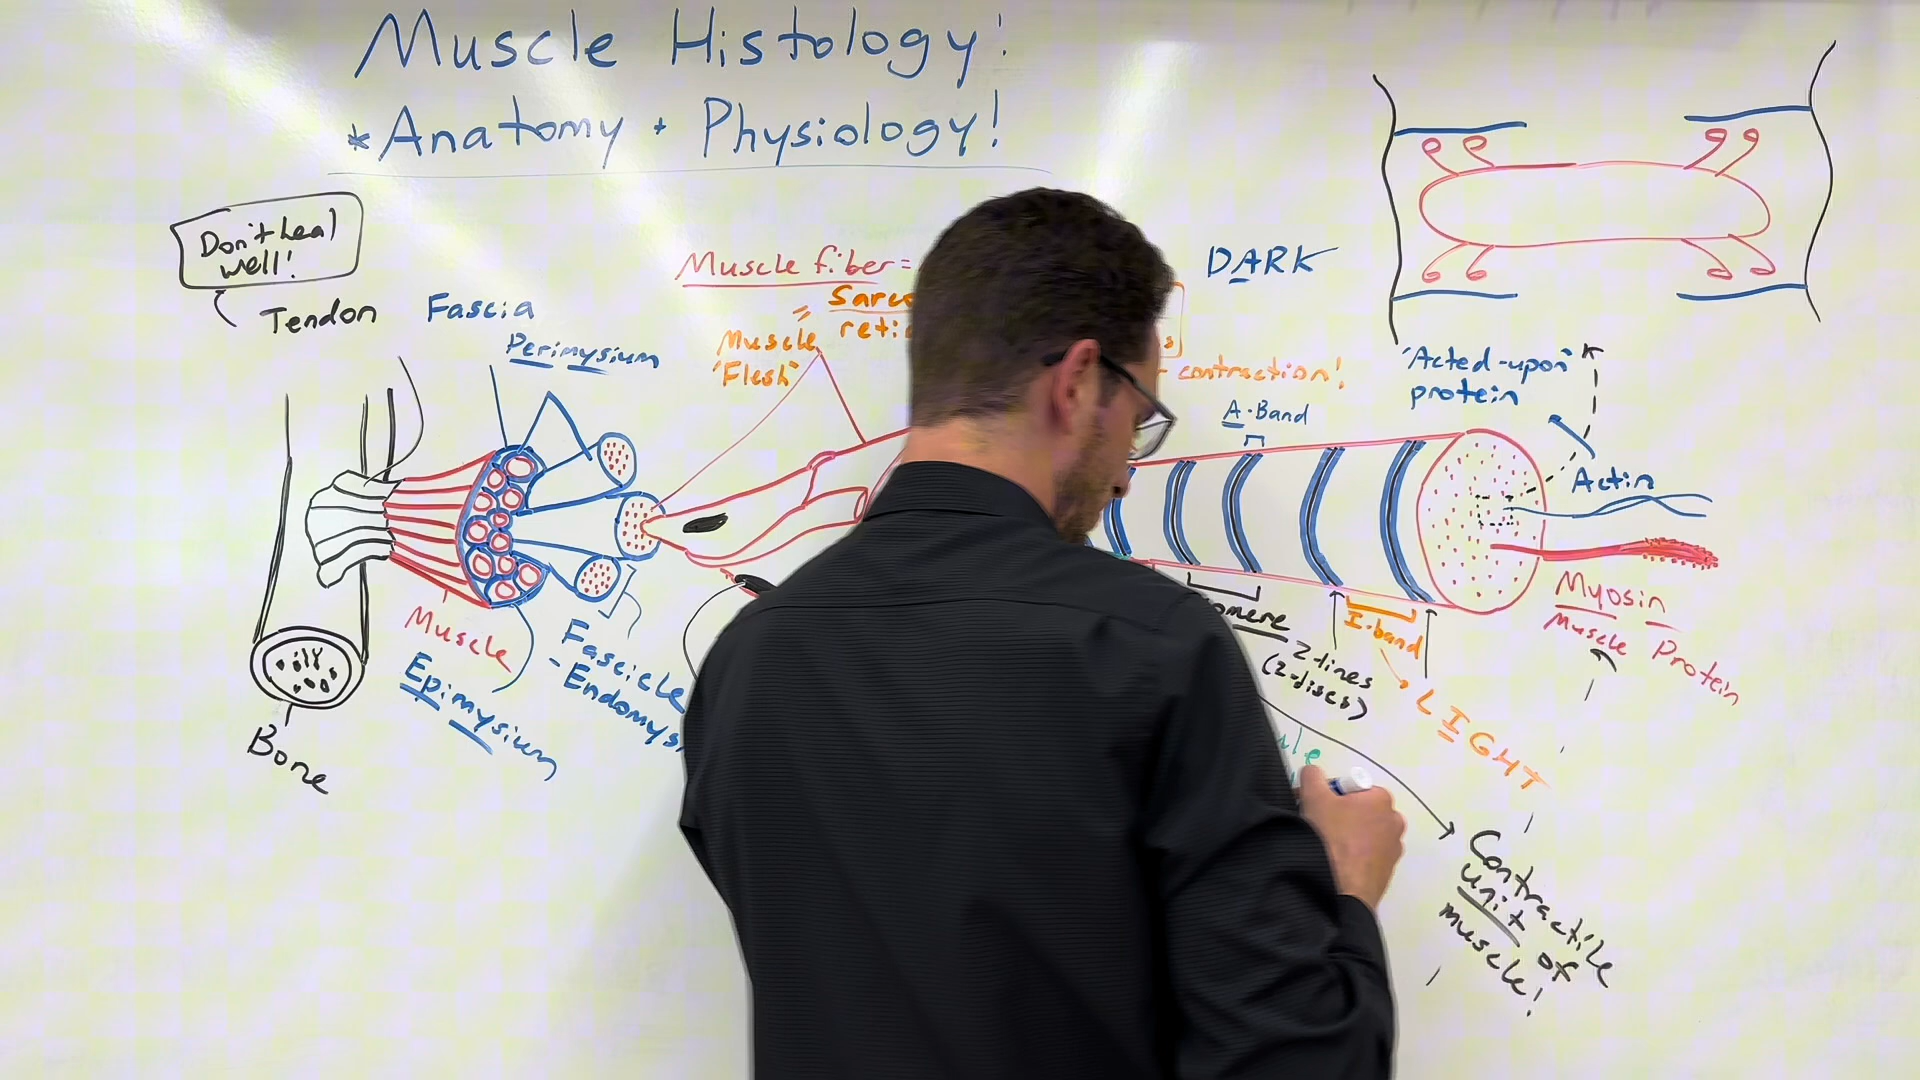 Muscle Histology!
*Anatomy + Physiology!
Don't heal
well!
Tendon
Fascia
Perimysium
Muscle fiber =
Muscle
"Flesh"
DARK
contraction!
A-Band
"Acted-upon"
protein
Actin
Myosin
Muscle Protein
I-band
Z-lines
(Z-discs)
LIGHT
Muscle
Epimysium
Fascicle
- Endomys
Bone
Contractile
unit of
muscle!